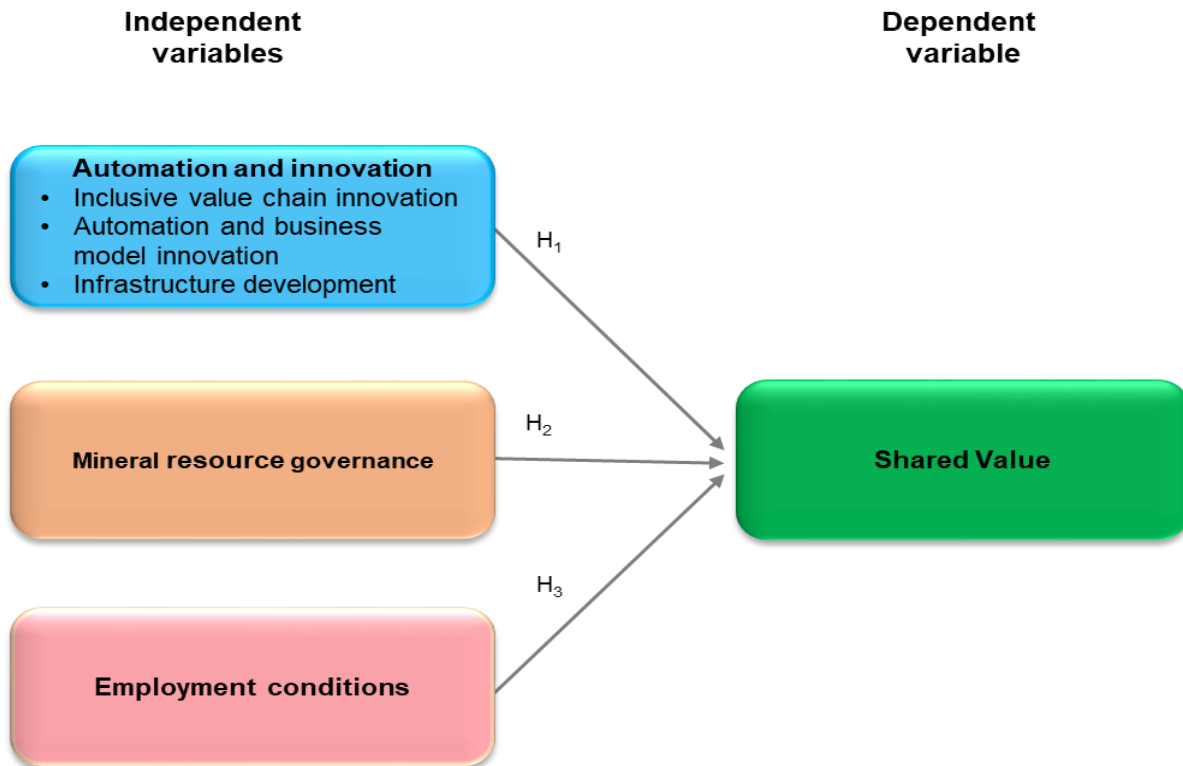 Independent
variables
Dependent
variable
Automation and innovation
• Inclusive value chain innovation
• Automation and business
model innovation
• Infrastructure development
H₁
Mineral resource governance
H₂
Shared Value
H₃
Employment conditions